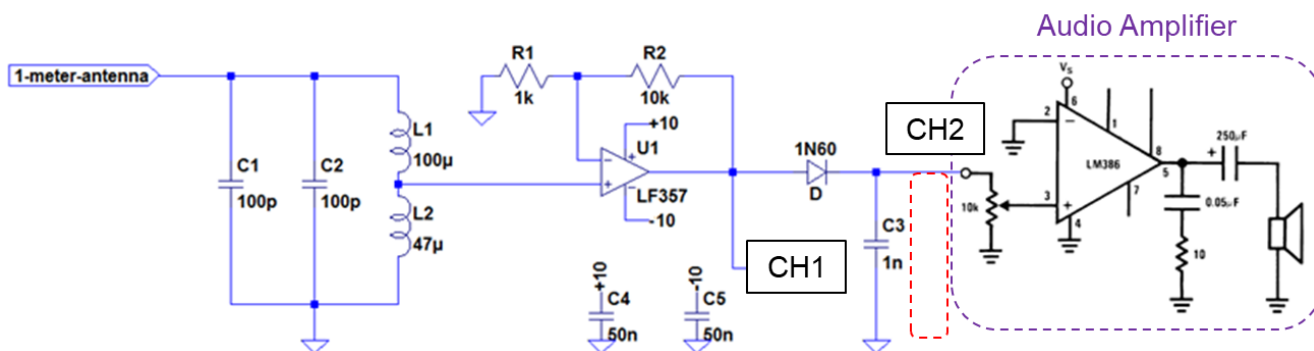 Audio Amplifier
1-meter-antenna
R1
1k
R2
10k
+10
U1
LF357
-10
L1
100µ
L2
47µ
C1
100p
C2
100p
1N60
D
CH1
CH2
C3
1n
+10
C4
50n
-10
C5
50n
VS
6
2
1
8
LM386
5
7
3
4
10k
250µF
+
0.05µF
10